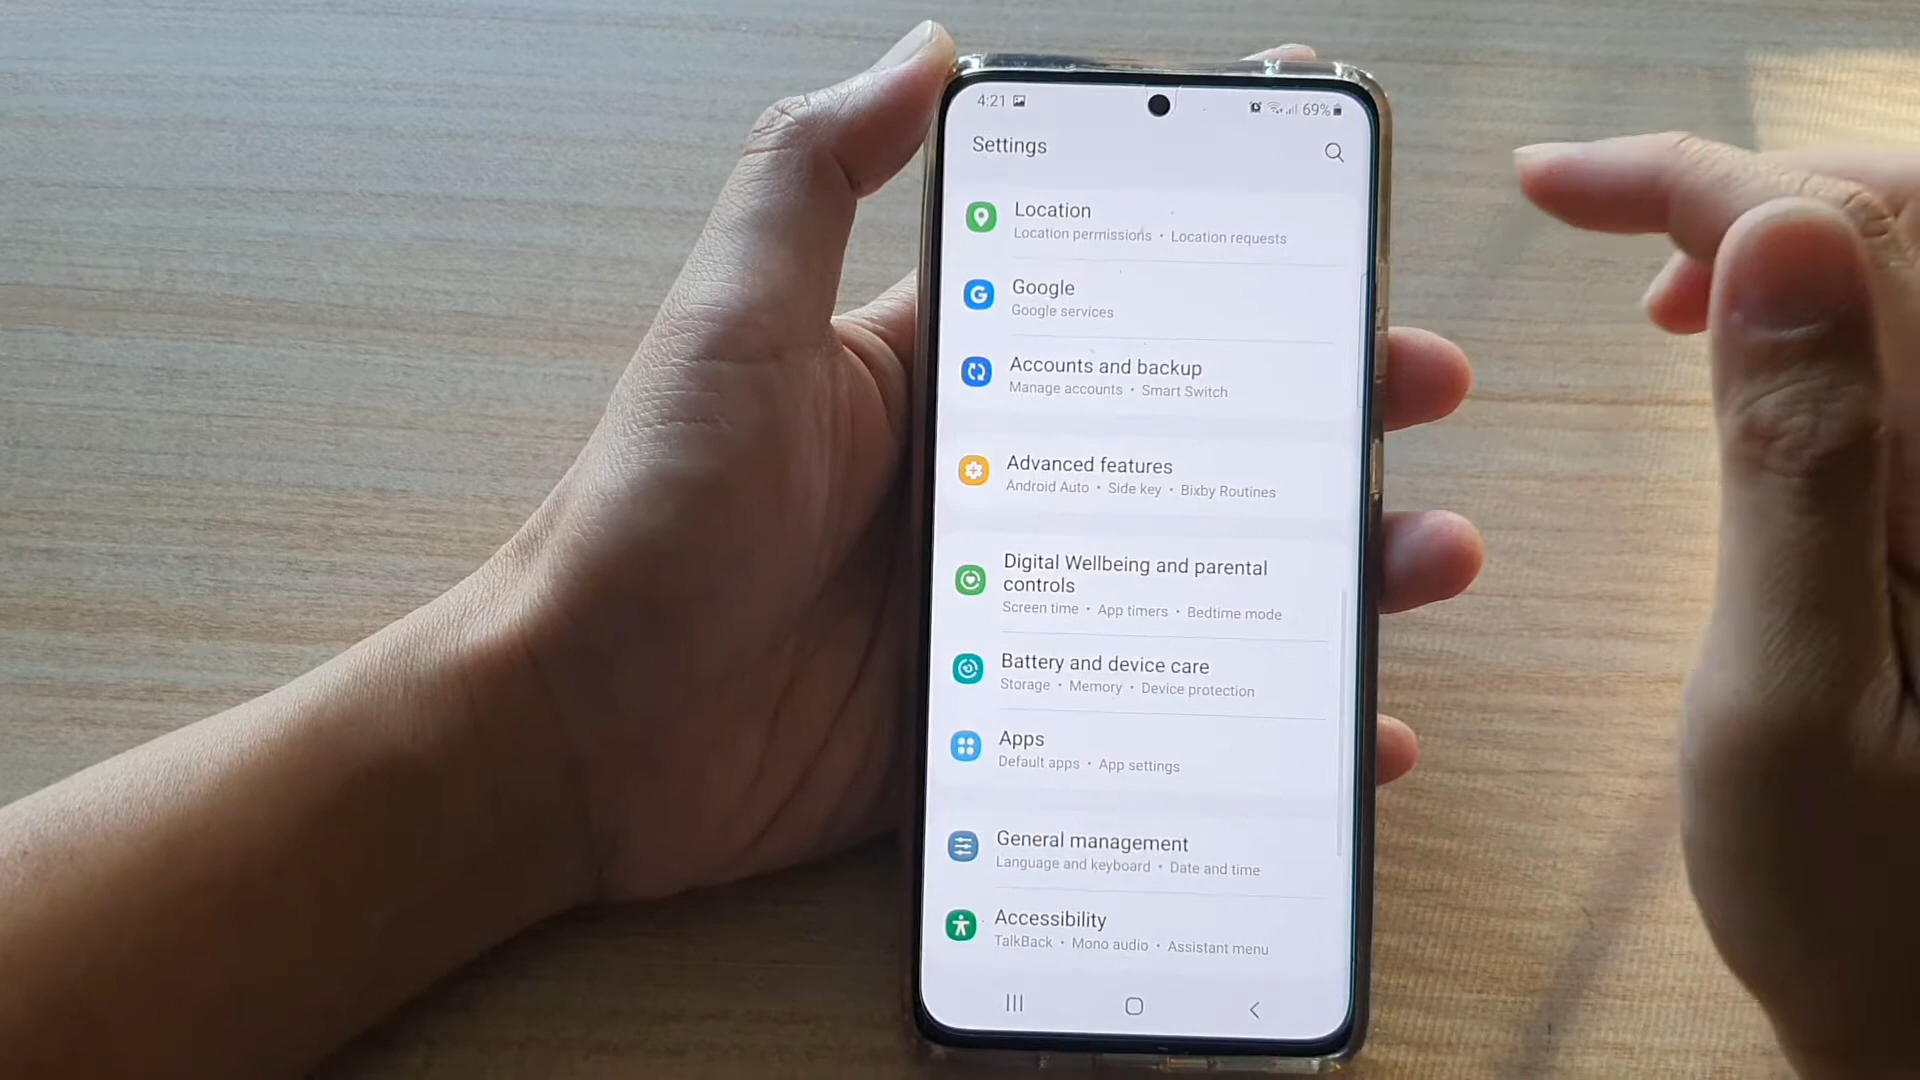 4:21
69%
Settings
Location
Location permissions • Location requests
G
Google
Google services
Accounts and backup
Manage accounts • Smart Switch
Advanced features
Android Auto • Side key • Bixby Routines
Digital Wellbeing and parental
controls
Screen time • App timers • Bedtime mode
Battery and device care
Storage • Memory • Device protection
Apps
Default apps • App settings
General management
Language and keyboard • Date and time
Accessibility
TalkBack • Mono audio • Assistant menu